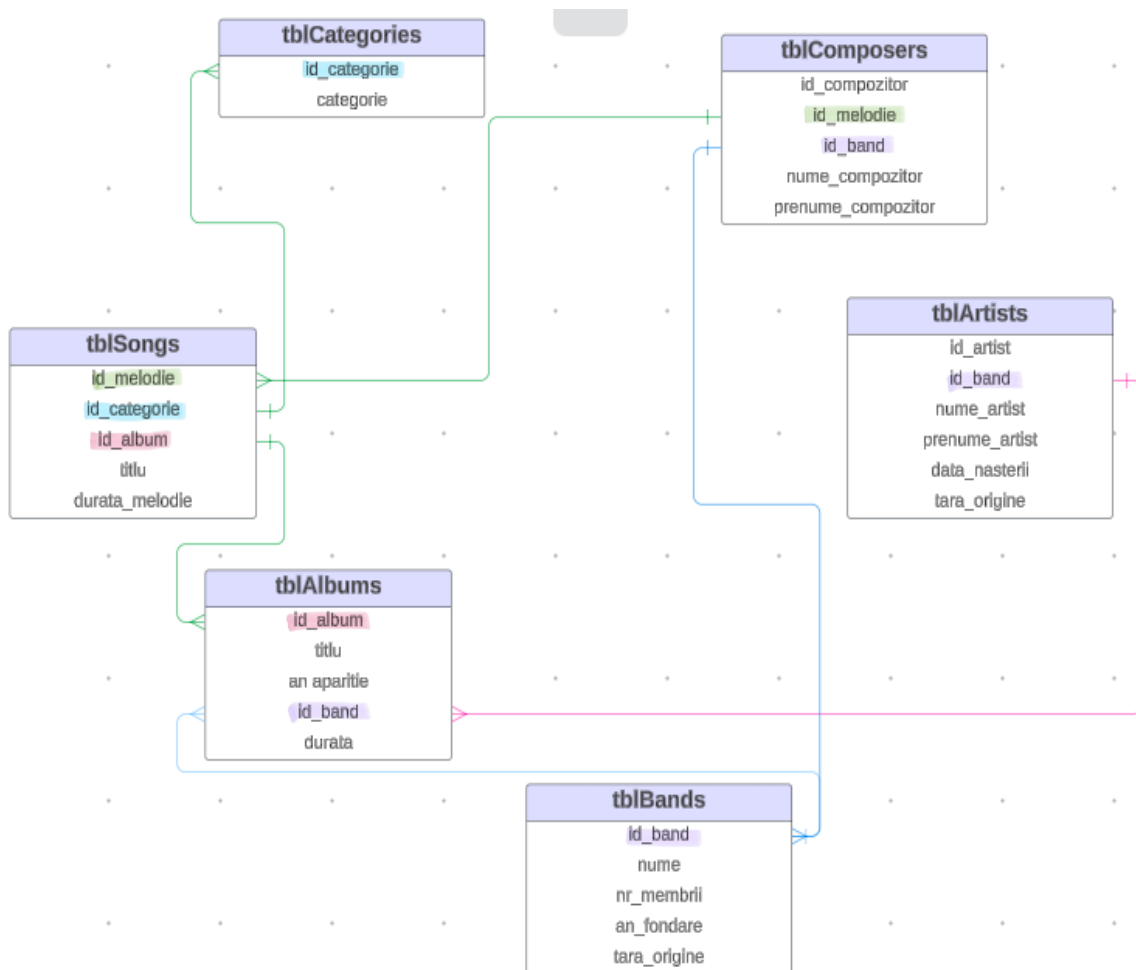 tblCategories
id_categorie
categorie
tblComposers
id_compozitor
id_melodie
id_band
nume_compozitor
prenume_compozitor
tblArtists
id_artist
id_band
nume_artist
prenume_artist
data_nasterii
tara_origine
tblSongs
id_melodie
id_categorie
id_album
titlu
durata_melodie
tblAlbums
id_album
titlu
an aparitie
id_band
durata
tblBands
id_band
nume
nr_membrii
an_fondare
tara_origine